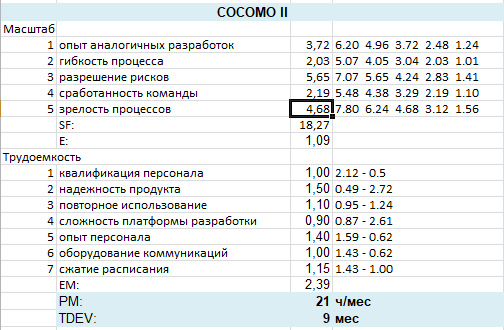 COCOMO II
Масштаб
1 опыт аналогичных разработок 3,72 6.20 4.96 3.72 2.48 1.24
2 гибкость процесса 2,03 5.07 4.05 3.04 2.03 1.01
3 разрешение рисков 5,65 7.07 5.65 4.24 2.83 1.41
4 сработанность команды 2,19 5.48 4.38 3.29 2.19 1.10
5 зрелость процессов 4,68 7.80 6.24 4.68 3.12 1.56
SF: 18,27
E: 1,09
Трудоемкость
1 квалификация персонала 1,00 2.12 - 0.5
2 надежность продукта 1,50 0.49 - 2.72
3 повторное использование 1,10 0.95 - 1.24
4 сложность платформы разработки 0,90 0.87 - 2.61
5 опыт персонала 1,40 1.59 - 0.62
6 оборудование коммуникаций 1,00 1.43 - 0.62
7 сжатие расписания 1,15 1.43 - 1.00
EM: 2,39
PM: 21 ч/мес
TDEV: 9 мес